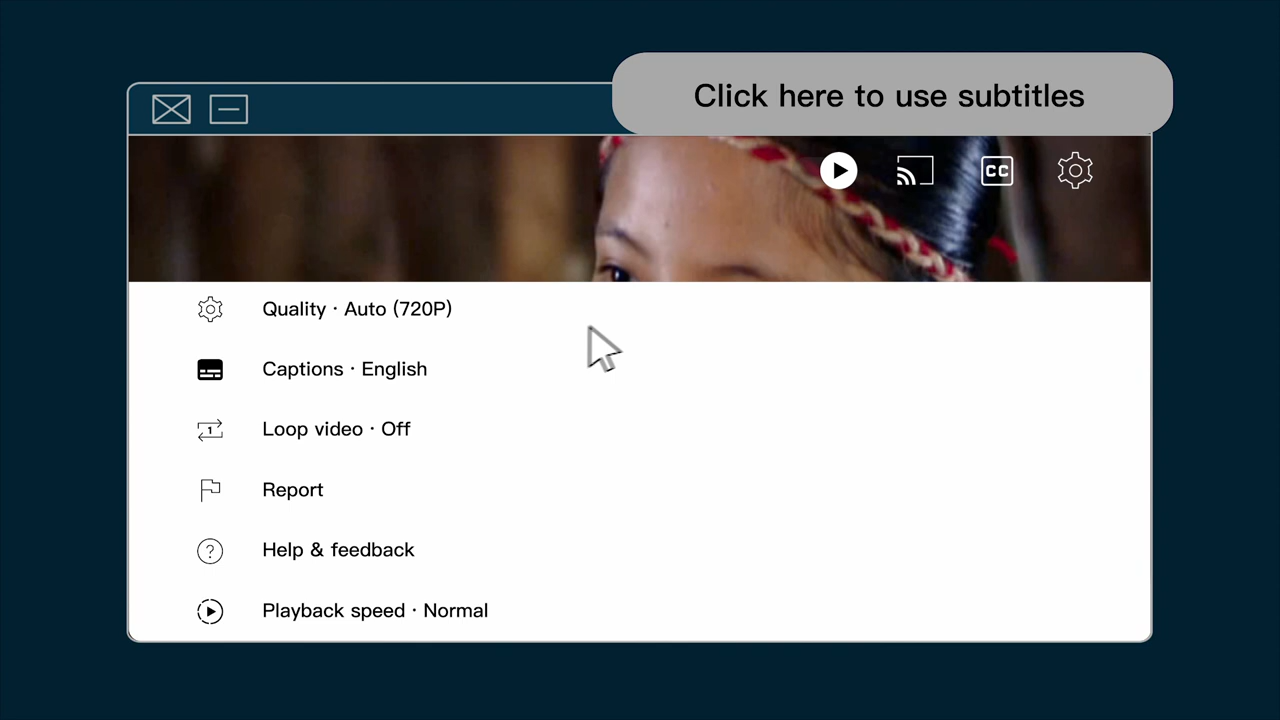 Click here to use subtitles
CC
Quality · Auto (720P)
Captions · English
1
Loop video · Off
Report
?
Help & feedback
Playback speed · Normal